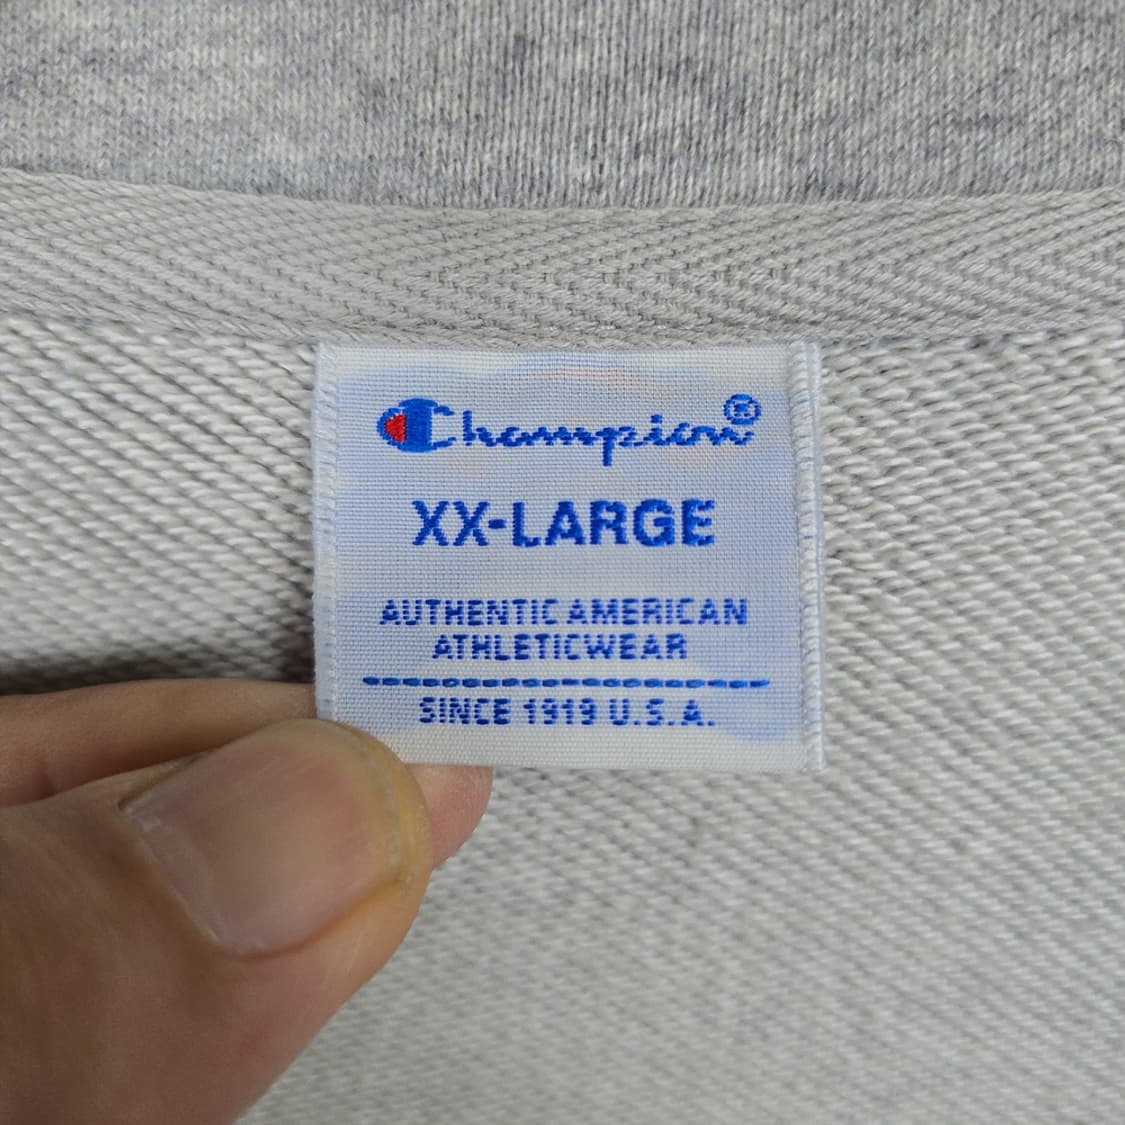 Champion®
XX-LARGE
AUTHENTIC AMERICAN
ATHLETICWEAR
SINCE 1919 U.S.A.